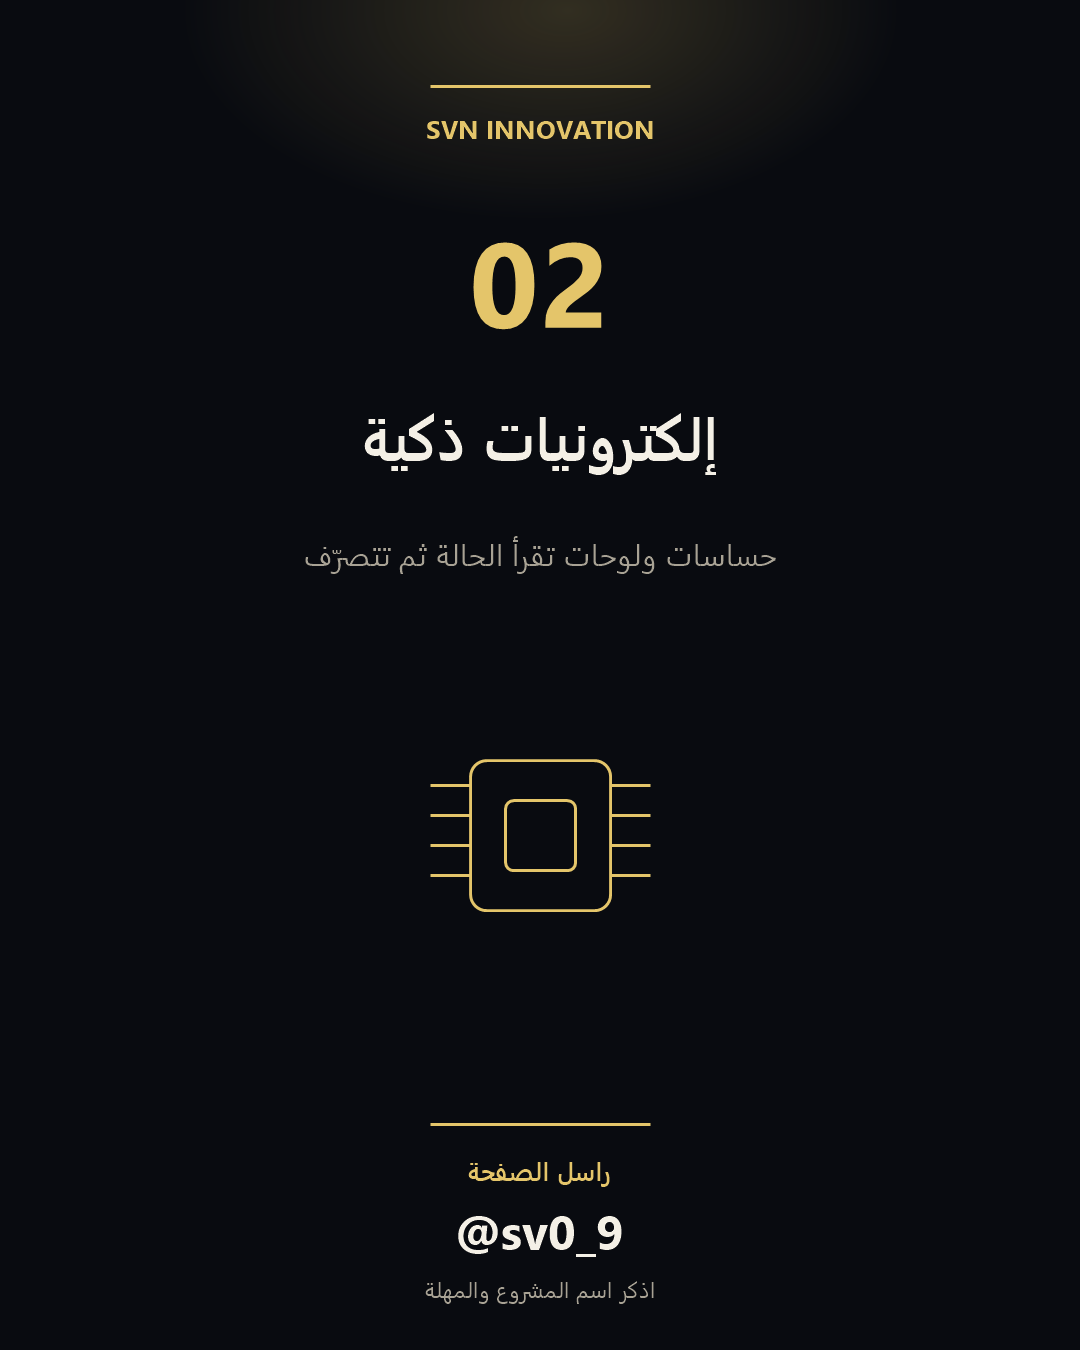 SVN INNOVATION
02
إلكترونيات ذكية
حساسات ولوحات تقرأ الحالة ثم تتصرّف
راسل الصفحة
@sv0_9
اذكر اسم المشروع والمهلة